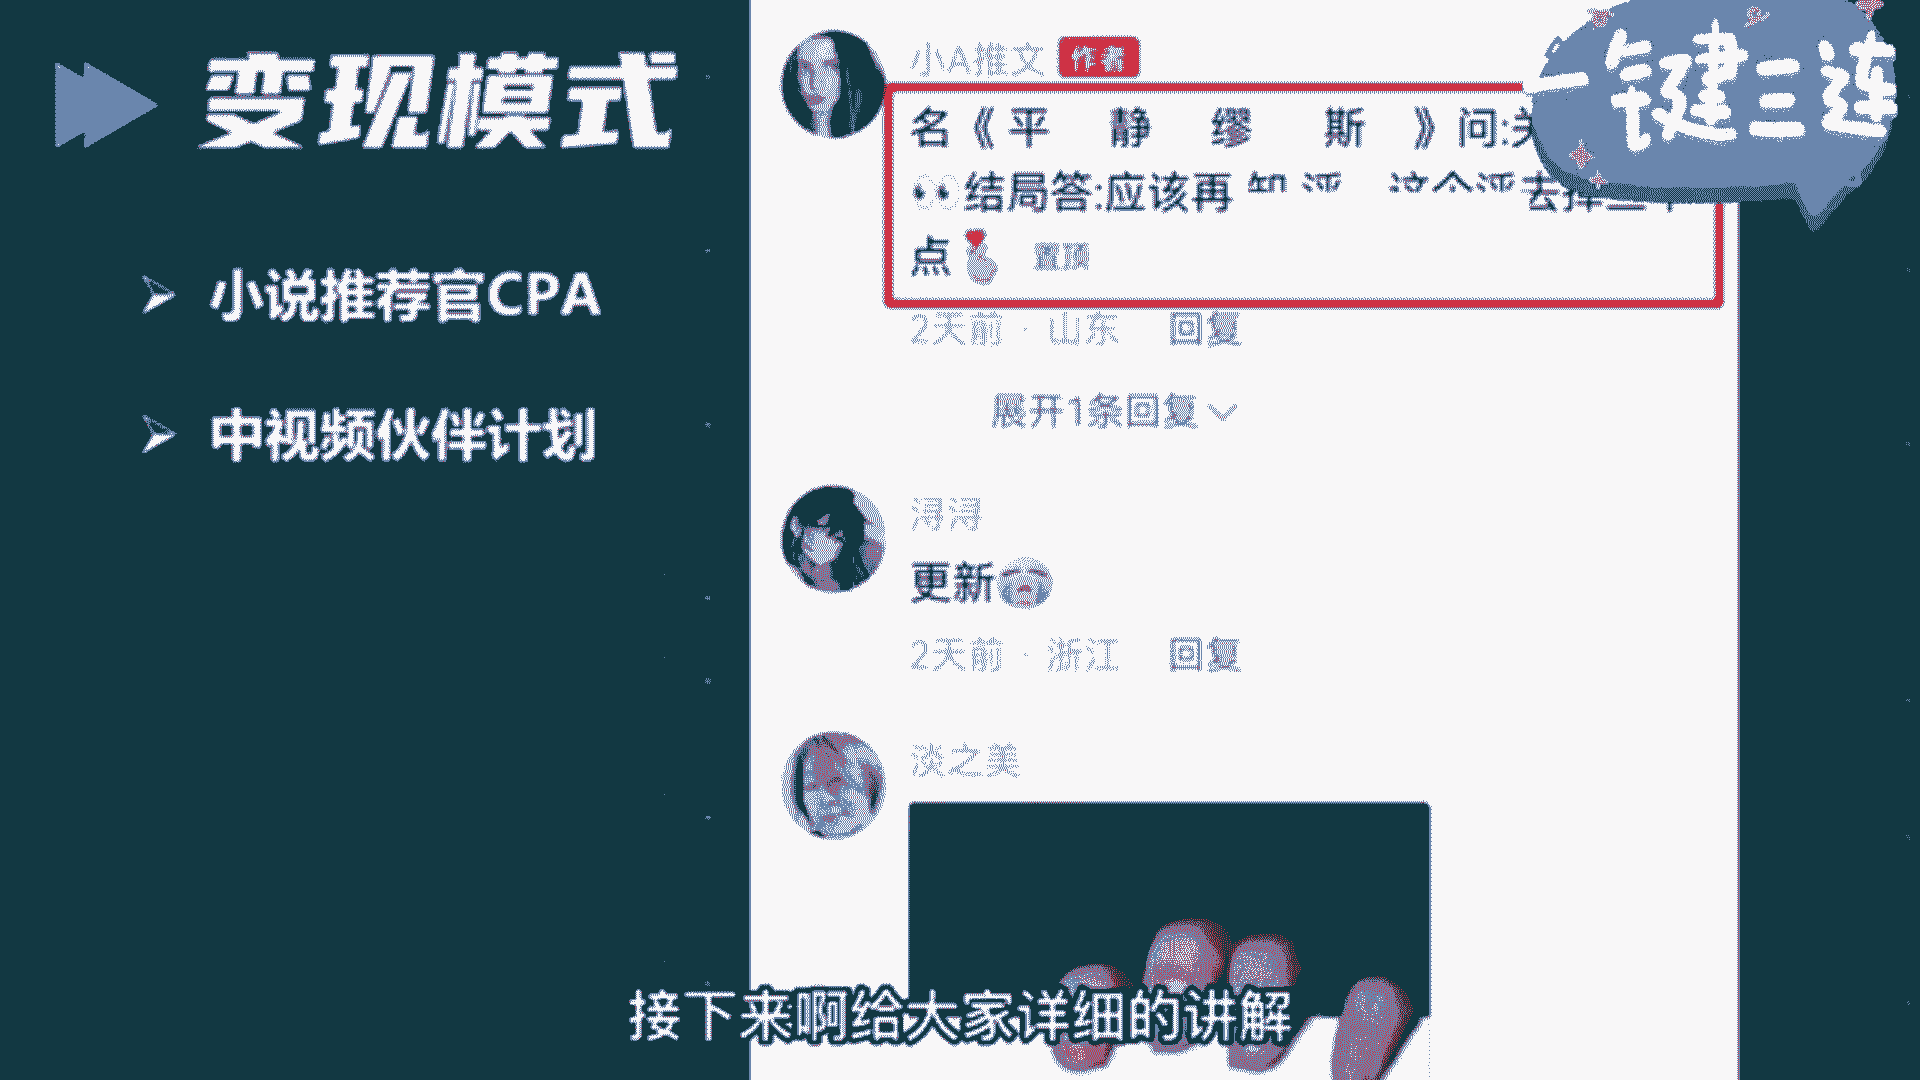 变现模式
小说推荐官CPA
中视频伙伴计划
小A推文 作者
名《平 静 缪 斯 》问:关
结局答:应该再
点 置顶
2天前 · 山东 回复
展开1条回复
浔浔
更新
2天前 · 浙江 回复
淡之美
一键三连
接下来啊给大家详细的讲解